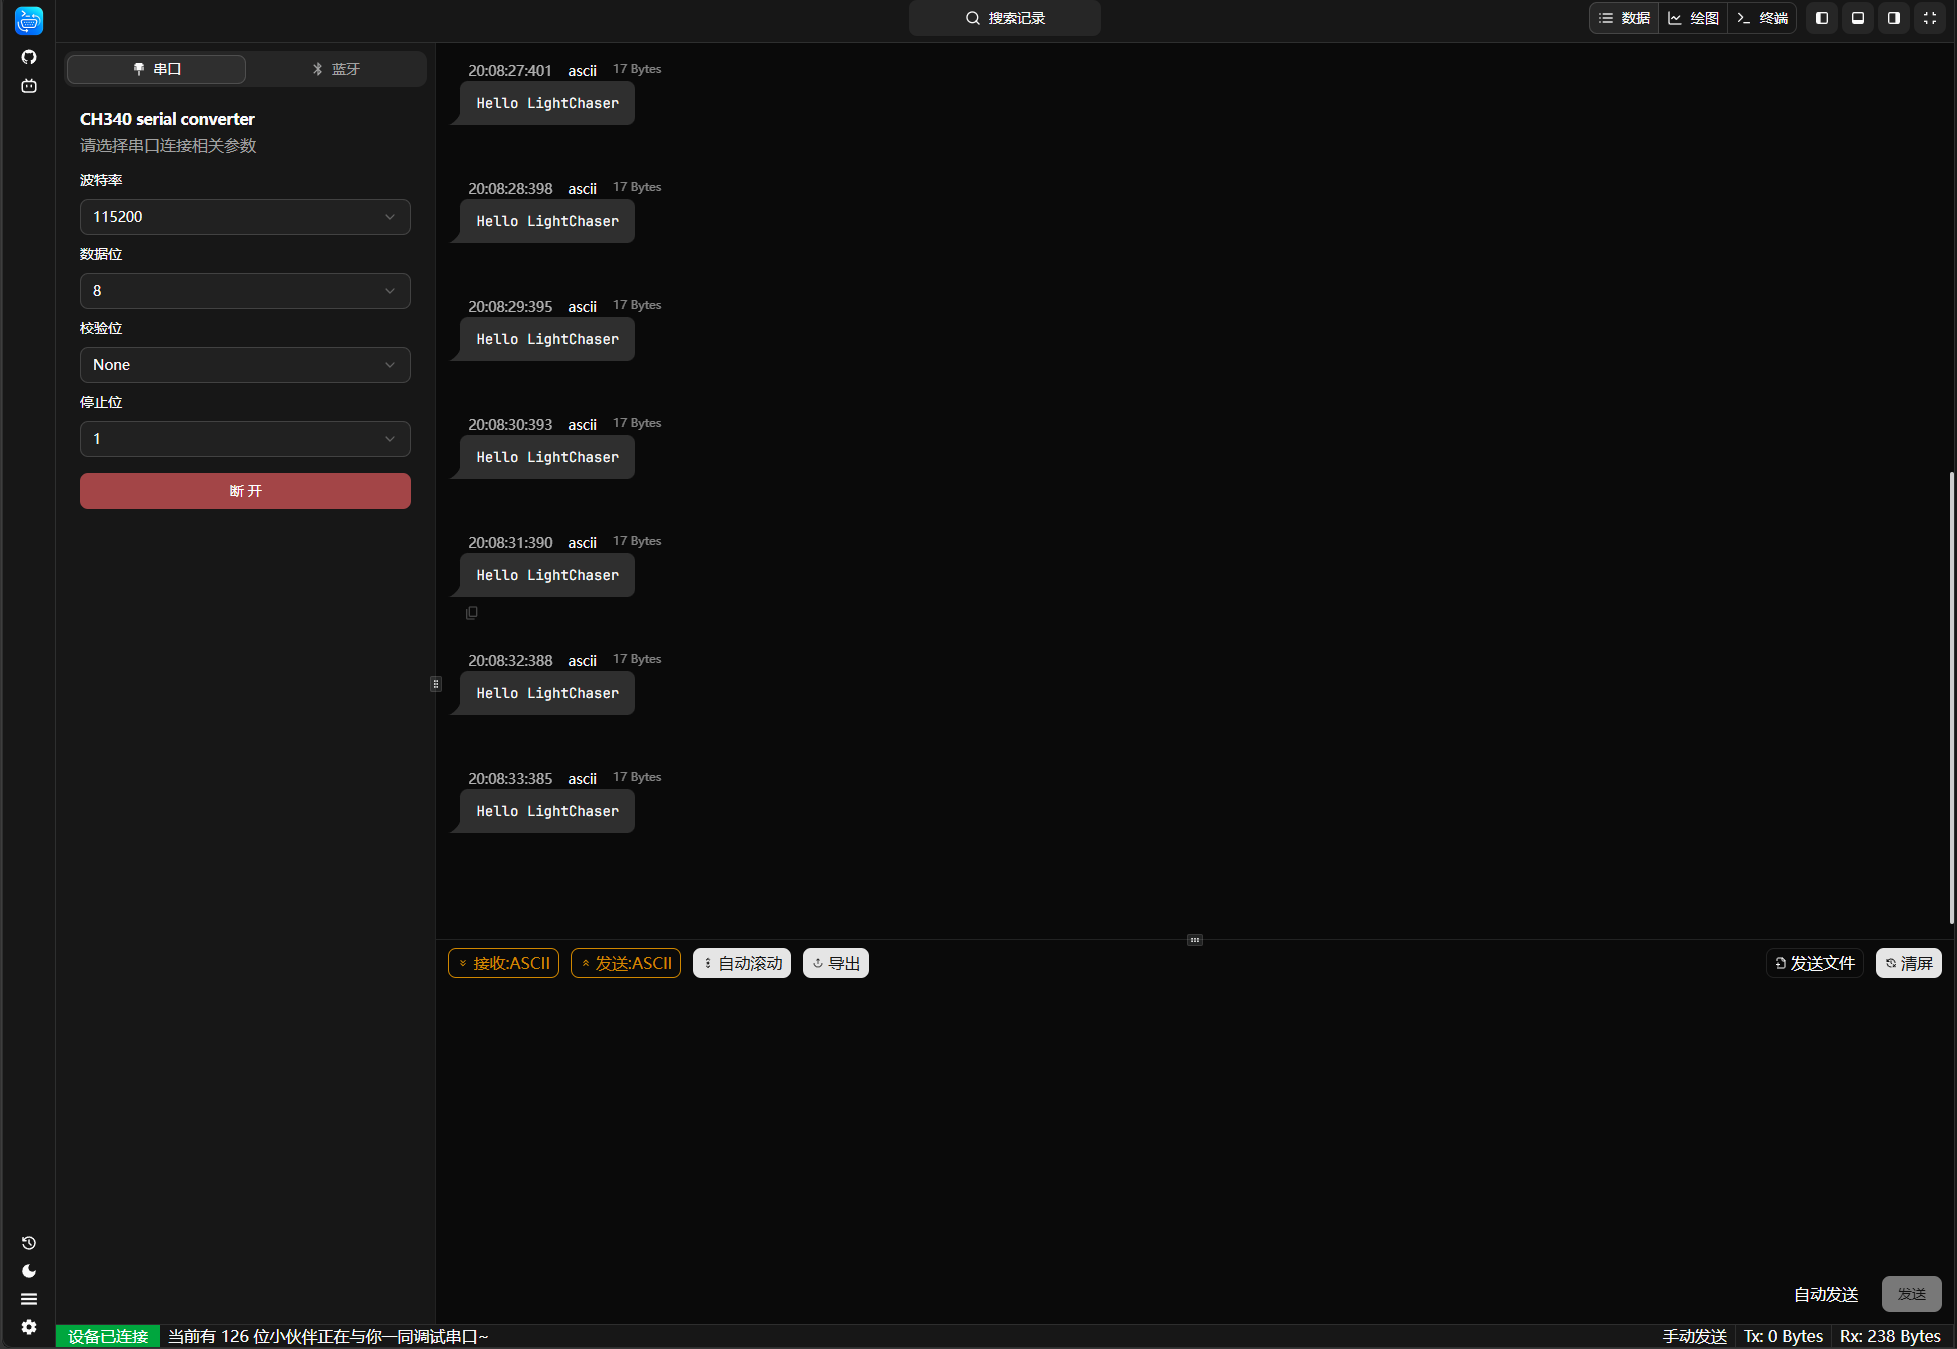 搜索记录
数据 绘图 终端
串口 蓝牙
CH340 serial converter
请选择串口连接相关参数
波特率
115200
数据位
8
校验位
None
停止位
1
断 开
20:08:27:401 ascii 17 Bytes
Hello LightChaser
20:08:28:398 ascii 17 Bytes
Hello LightChaser
20:08:29:395 ascii 17 Bytes
Hello LightChaser
20:08:30:393 ascii 17 Bytes
Hello LightChaser
20:08:31:390 ascii 17 Bytes
Hello LightChaser
20:08:32:388 ascii 17 Bytes
Hello LightChaser
20:08:33:385 ascii 17 Bytes
Hello LightChaser
接收:ASCII 发送:ASCII 自动滚动 导出 发送文件 清屏
自动发送 发送
设备已连接 当前有 126 位小伙伴正在与你一同调试串口~ 手动发送 Tx: 0 Bytes Rx: 238 Bytes